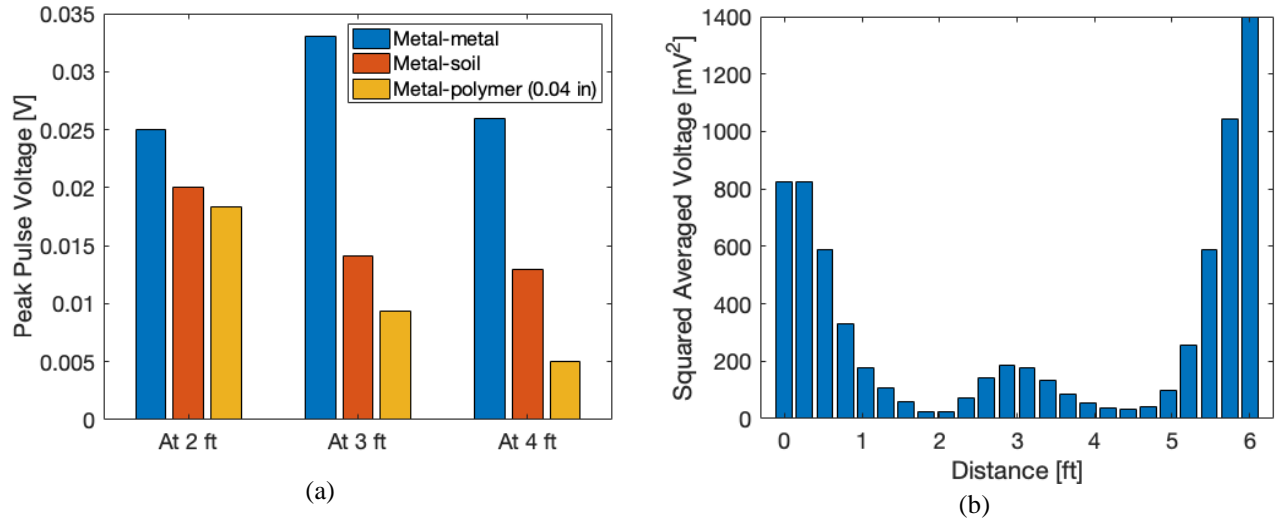 Peak Pulse Voltage [V]
0.035
0.03
0.025
0.02
0.015
0.01
0.005
0
Metal-metal
Metal-soil
Metal-polymer (0.04 in)
At 2 ft
At 3 ft
At 4 ft
(a)
Squared Averaged Voltage [mV²]
1400
1200
1000
800
600
400
200
0
0 1 2 3 4 5 6
Distance [ft]
(b)